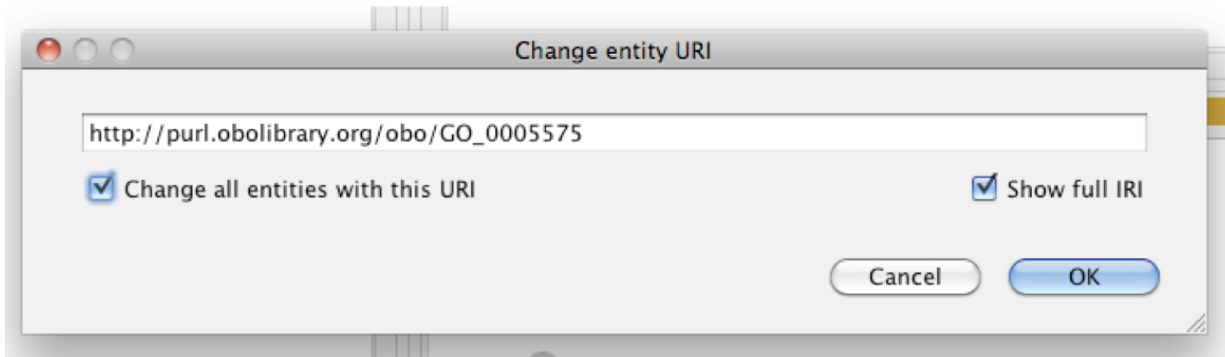 Change entity URI
http://purl.obolibrary.org/obo/GO_0005575
Change all entities with this URI
Show full IRI
Cancel
OK